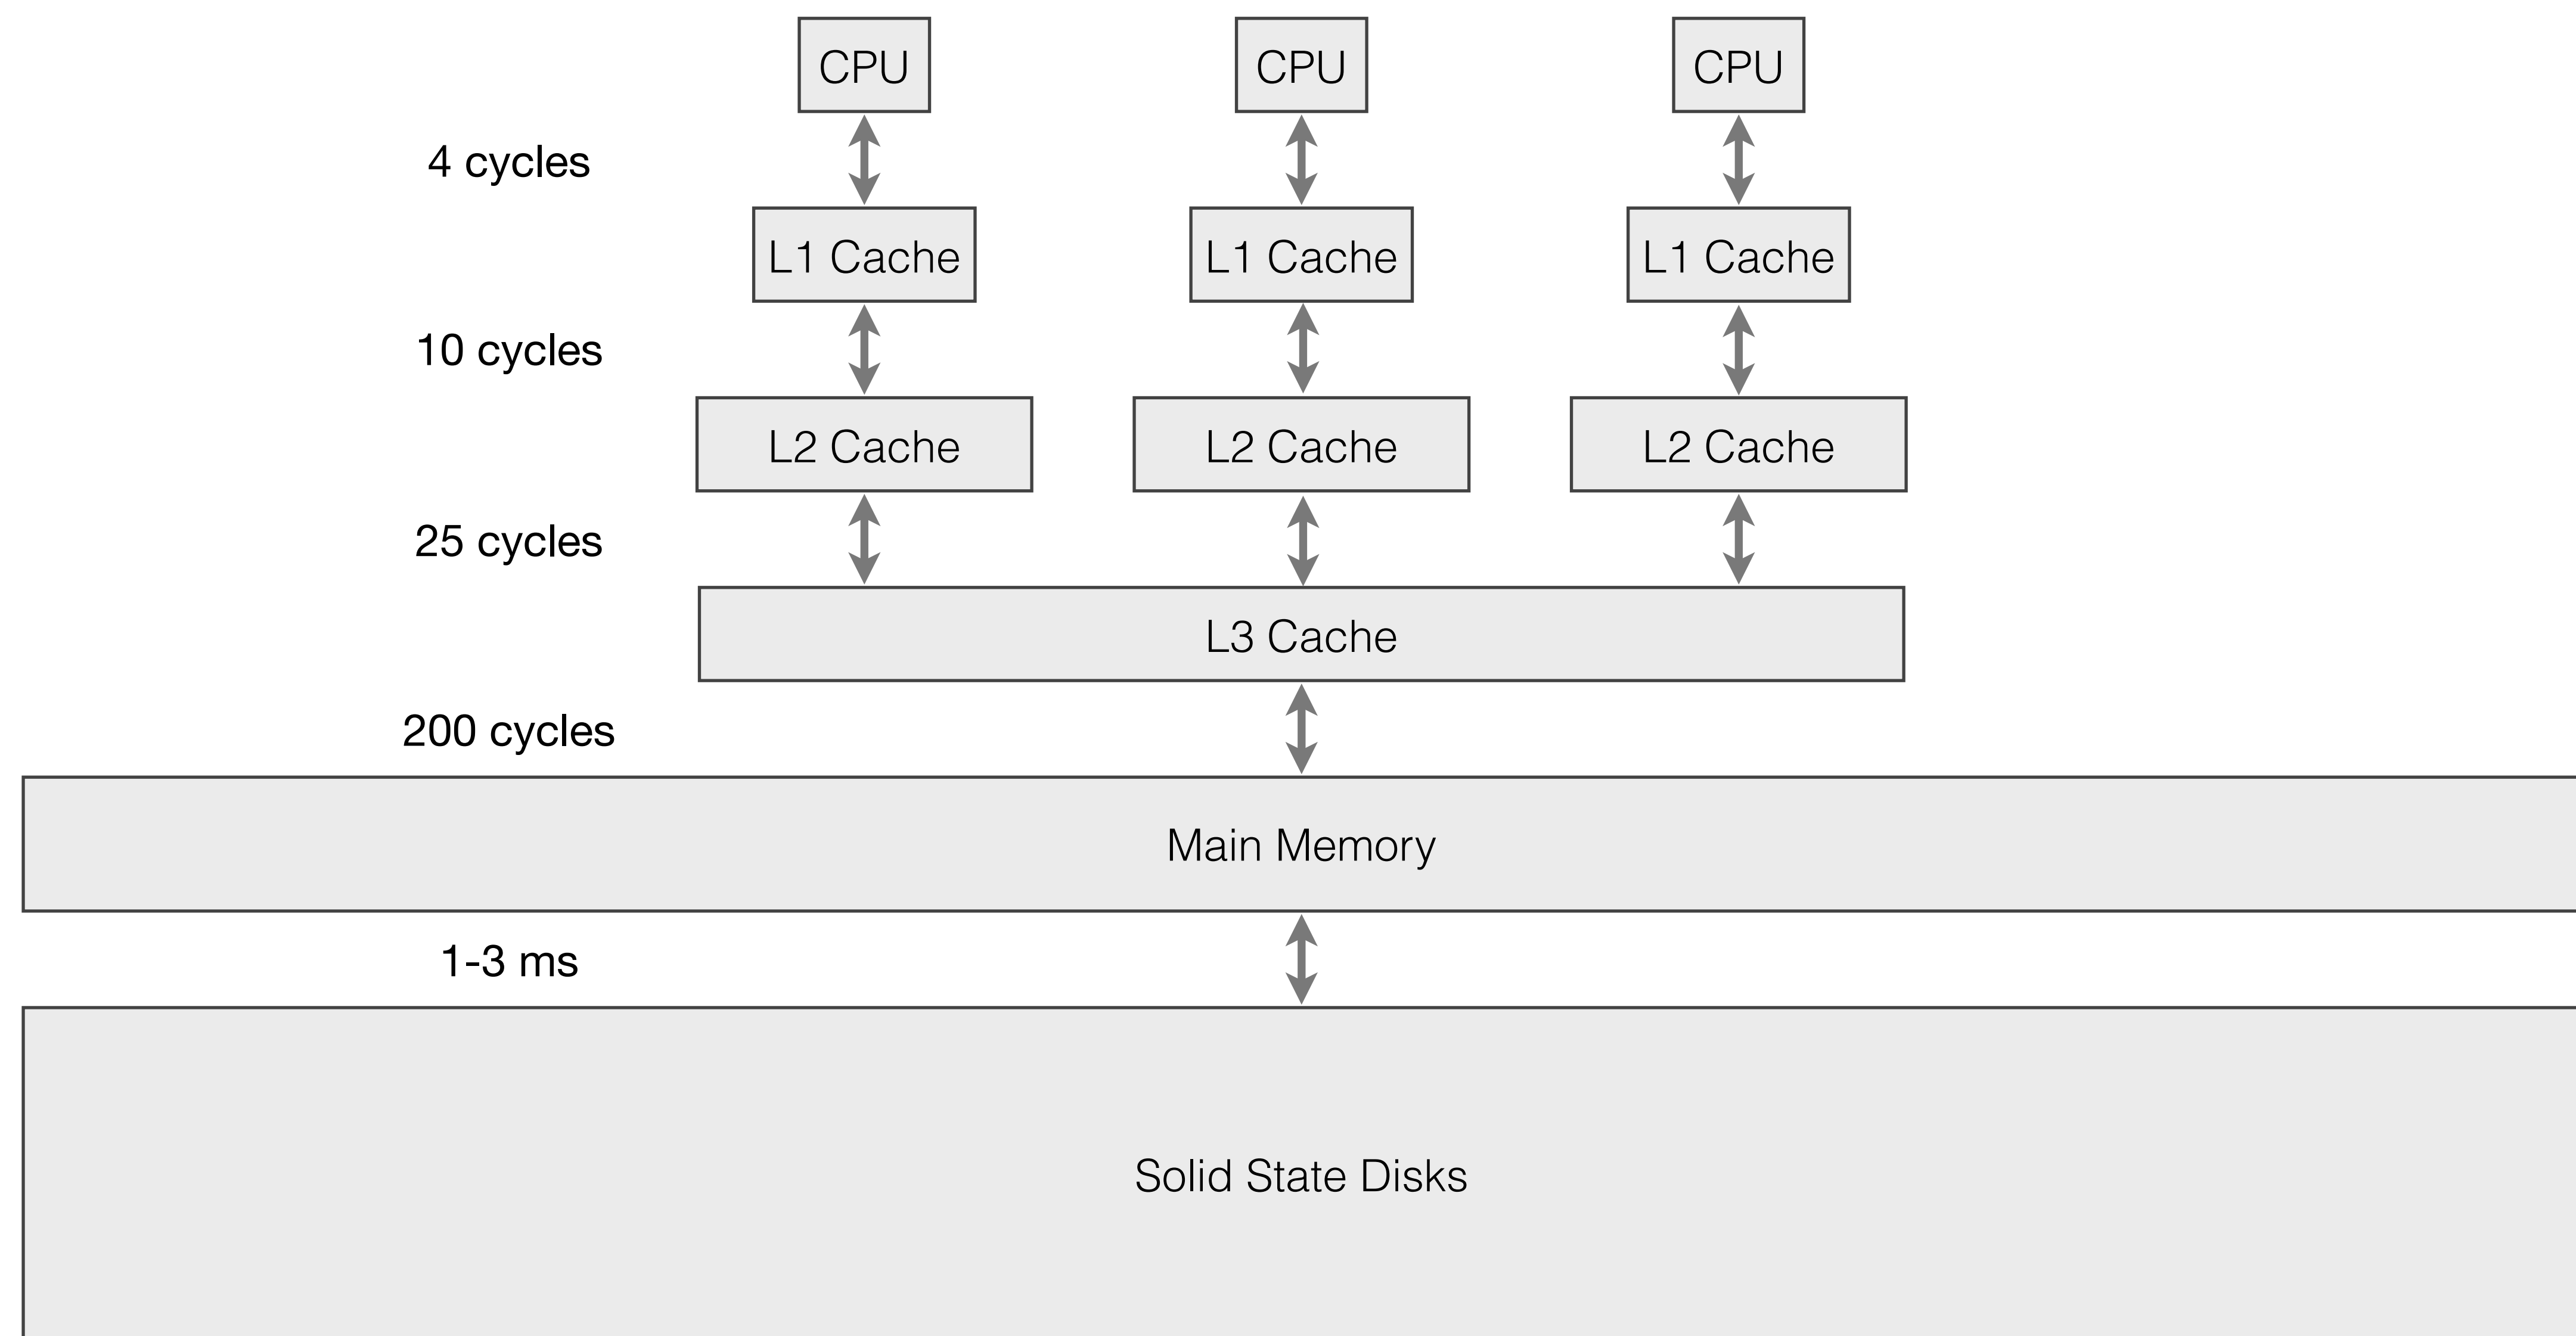 CPU CPU CPU
4 cycles
L1 Cache L1 Cache L1 Cache
10 cycles
L2 Cache L2 Cache L2 Cache
25 cycles
L3 Cache
200 cycles
Main Memory
1-3 ms
Solid State Disks